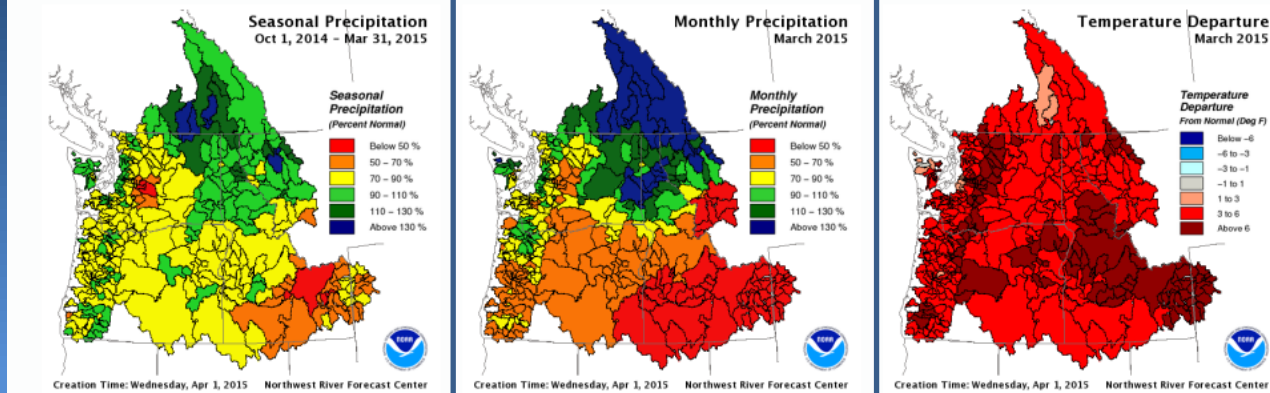 Seasonal Precipitation
Oct 1, 2014 – Mar 31, 2015
Seasonal
Precipitation
(Percent Normal)
Below 50 %
50 – 70 %
70 – 90 %
90 – 110 %
110 – 130 %
Above 130 %
NOAA
Creation Time: Wednesday, Apr 1, 2015 Northwest River Forecast Center
Monthly Precipitation
March 2015
Monthly
Precipitation
(Percent Normal)
Below 50 %
50 – 70 %
70 – 90 %
90 – 110 %
110 – 130 %
Above 130 %
NOAA
Creation Time: Wednesday, Apr 1, 2015 Northwest River Forecast Center
Temperature Departure
March 2015
Temperature
Departure
From Normal (Deg F)
Below –6
–6 to –3
–3 to –1
–1 to 1
1 to 3
3 to 6
Above 6
NOAA
Creation Time: Wednesday, Apr 1, 2015 Northwest River Forecast Center